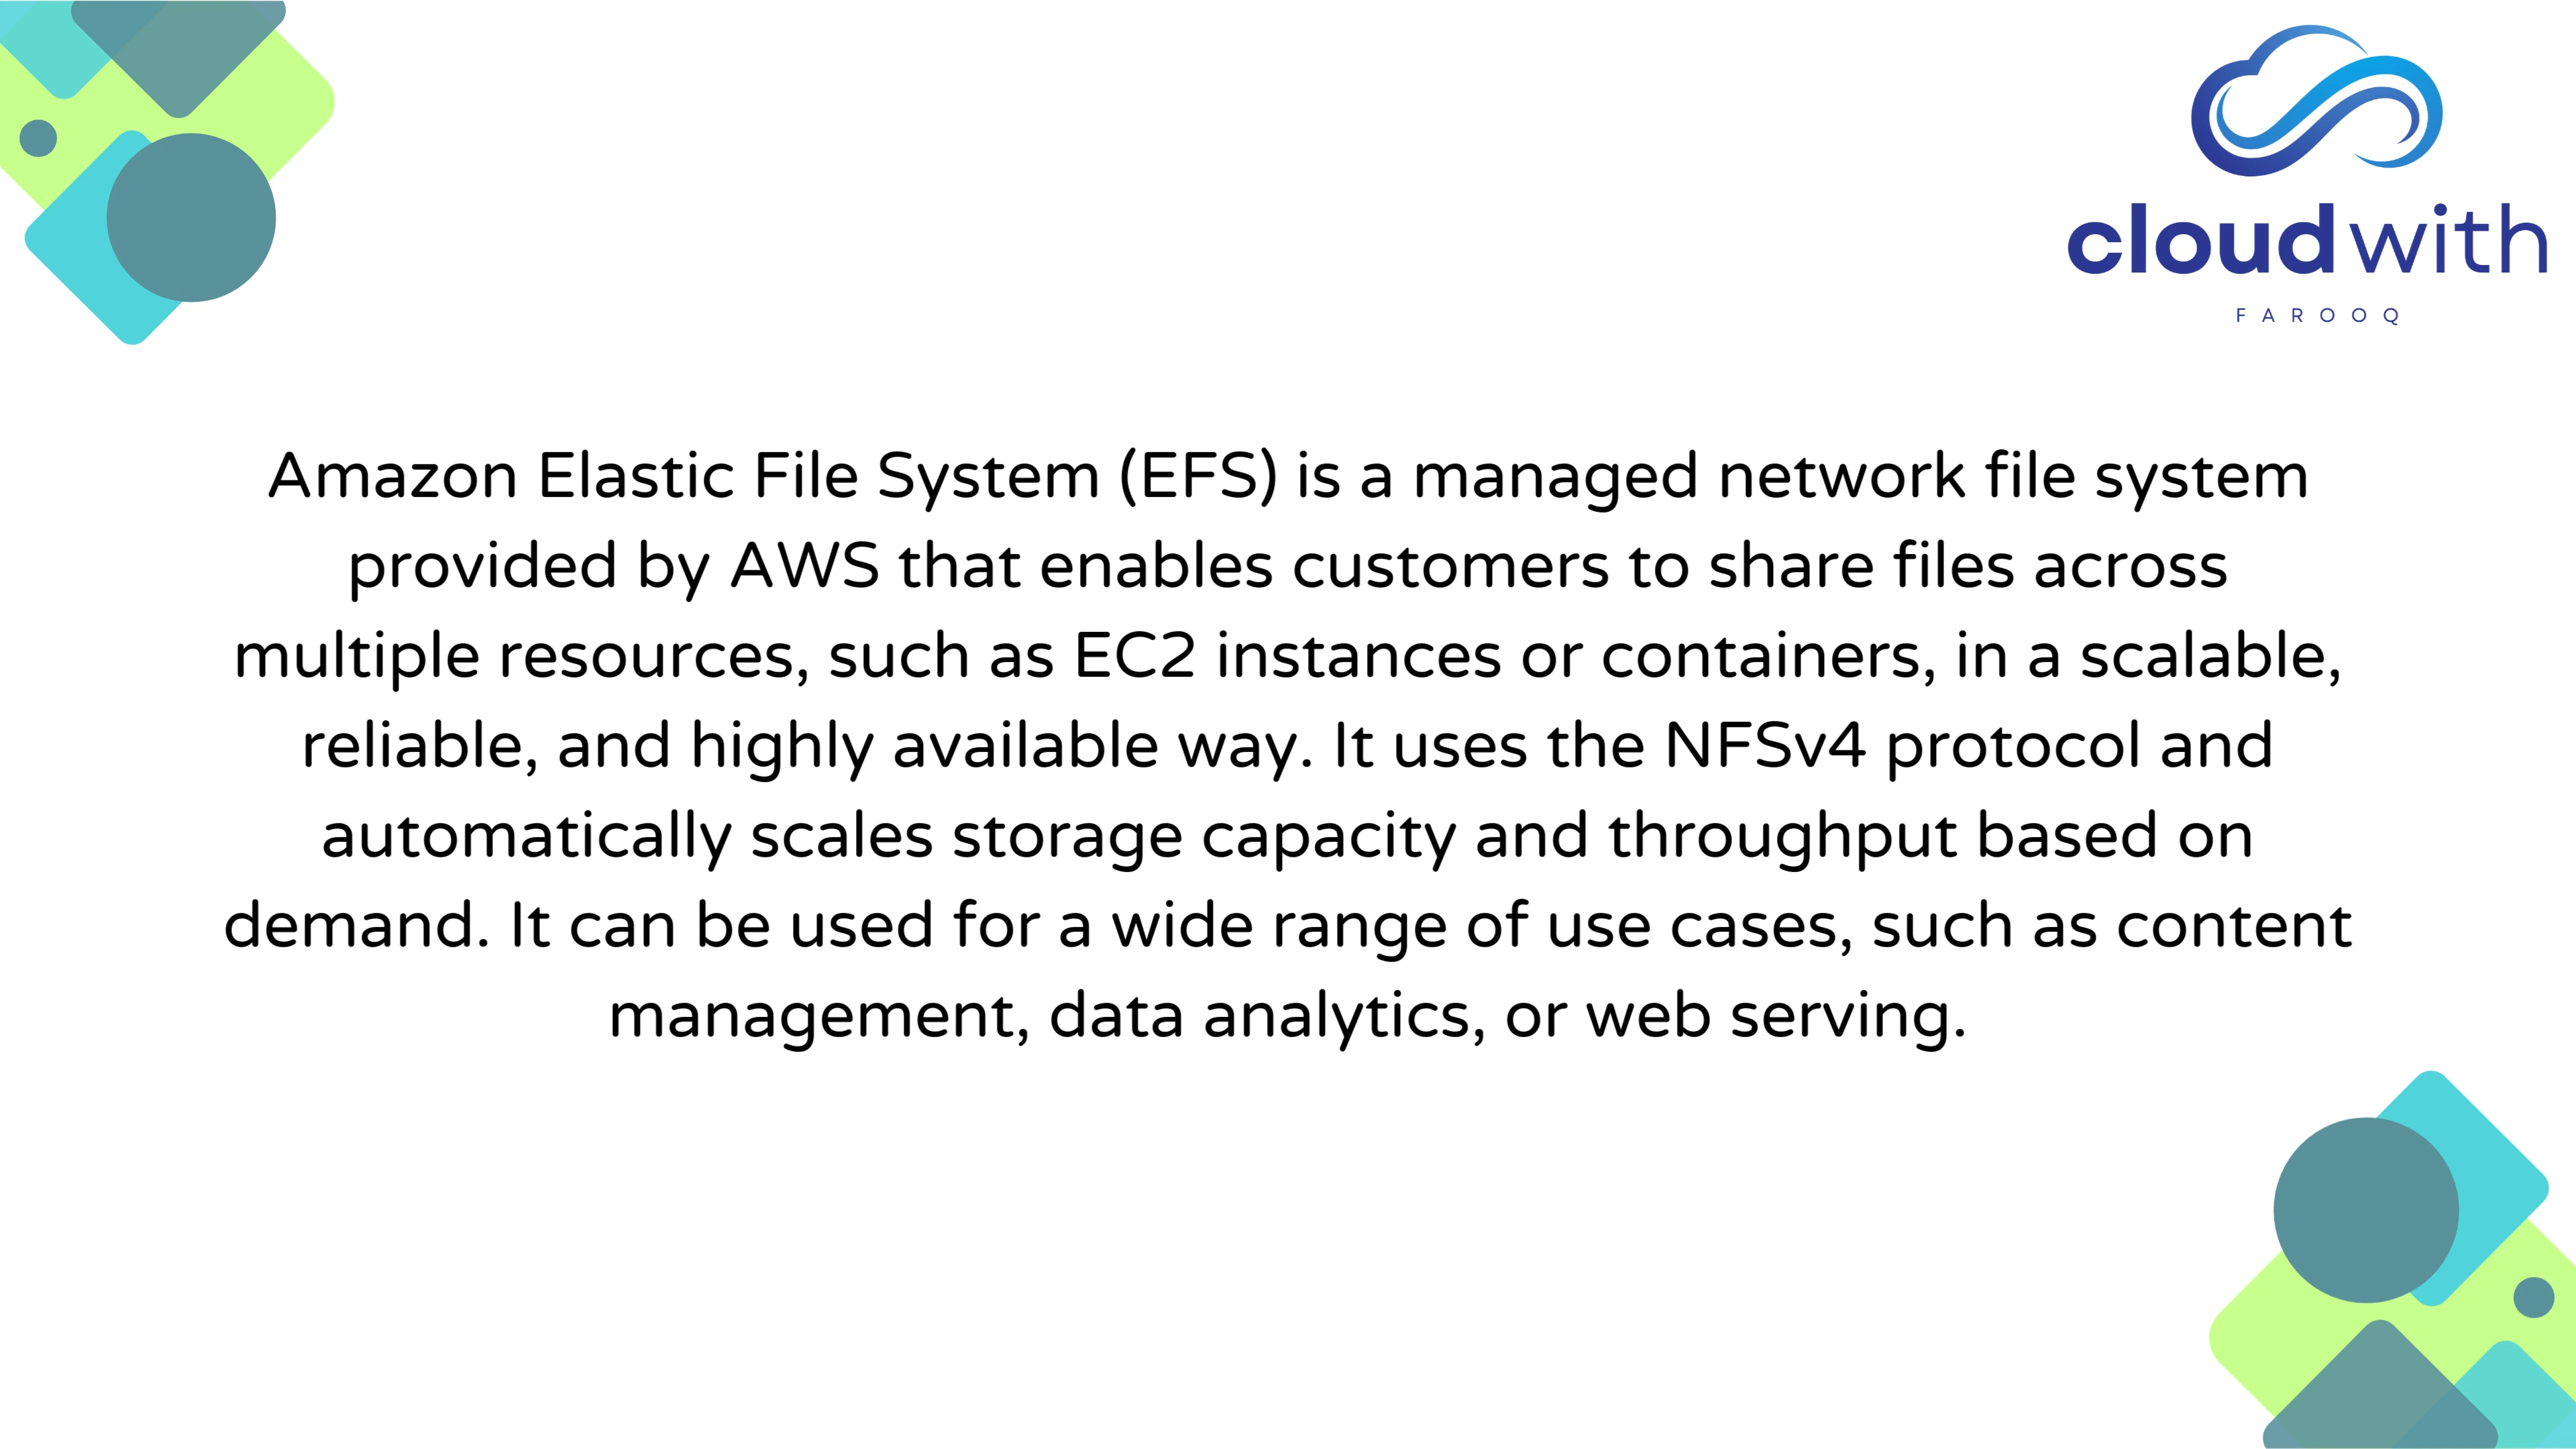 cloudwith
FAROOQ
Amazon Elastic File System (EFS) is a managed network file system
provided by AWS that enables customers to share files across
multiple resources, such as EC2 instances or containers, in a scalable,
reliable, and highly available way. It uses the NFSv4 protocol and
automatically scales storage capacity and throughput based on
demand. It can be used for a wide range of use cases, such as content
management, data analytics, or web serving.